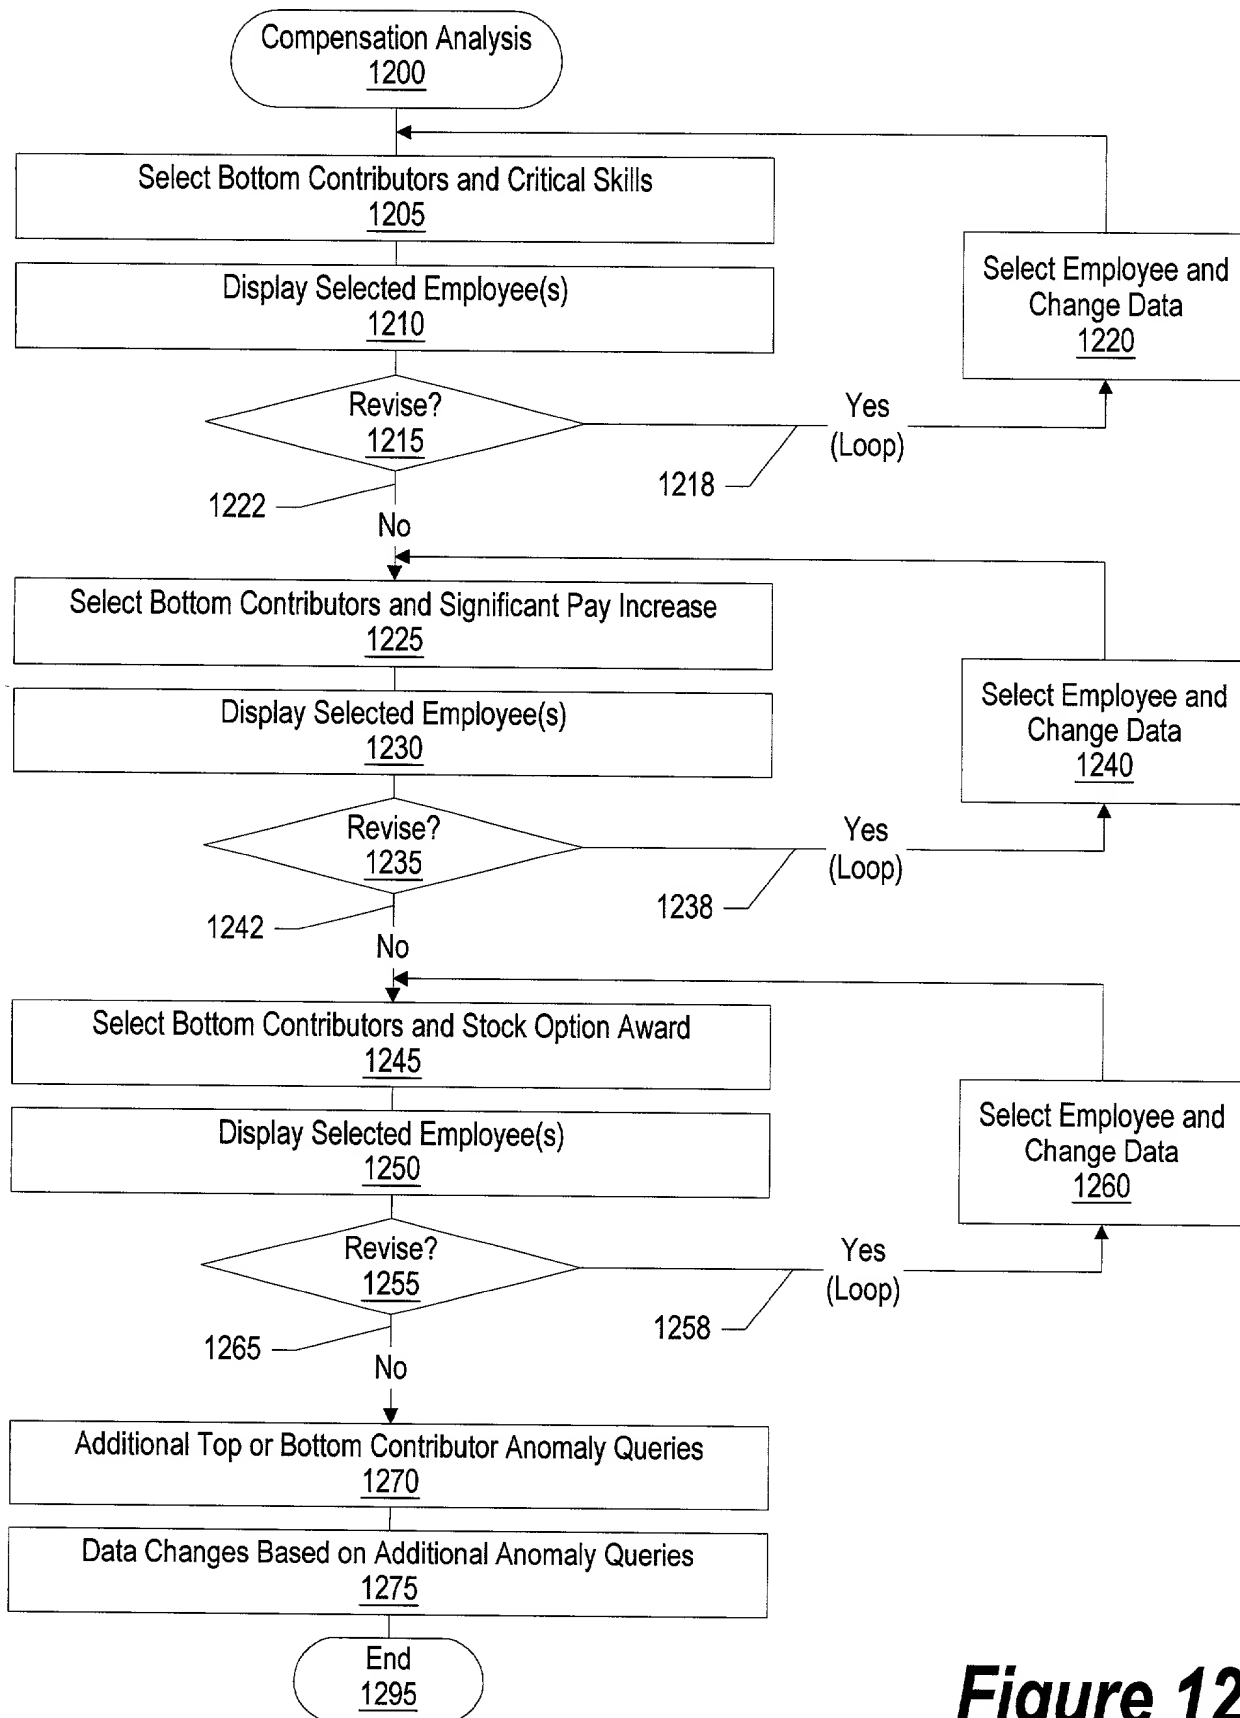 Compensation Analysis
1200
Select Bottom Contributors and Critical Skills
1205
Display Selected Employee(s)
1210
Select Employee and
Change Data
1220
Revise?
1215
Yes
(Loop)
1218
1222
No
Select Bottom Contributors and Significant Pay Increase
1225
Display Selected Employee(s)
1230
Select Employee and
Change Data
1240
Revise?
1235
Yes
(Loop)
1238
1242
No
Select Bottom Contributors and Stock Option Award
1245
Display Selected Employee(s)
1250
Select Employee and
Change Data
1260
Revise?
1255
Yes
(Loop)
1258
1265
No
Additional Top or Bottom Contributor Anomaly Queries
1270
Data Changes Based on Additional Anomaly Queries
1275
End
1295
Figure 12